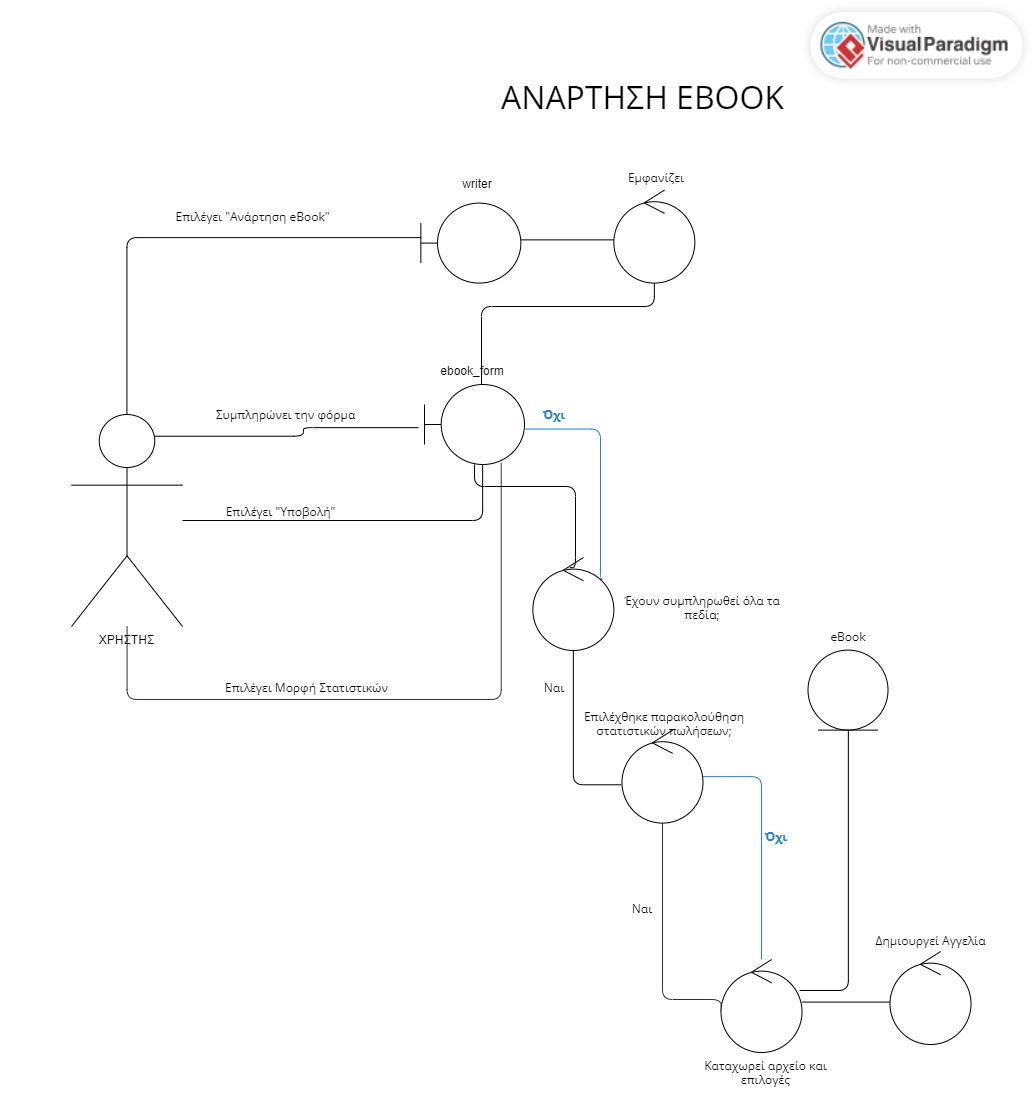 Made with
Visual Paradigm
For non-commercial use
ΑΝΑΡΤΗΣΗ EBOOK
Εμφανίζει
writer
Επιλέγει "Ανάρτηση eBook"
ebook_form
Συμπληρώνει την φόρμα
Όχι
Επιλέγει "Υποβολή"
Έχουν συμπληρωθεί όλα τα
πεδία;
ΧΡΗΣΤΗΣ
eBook
Επιλέγει Μορφή Στατιστικών
Ναι
Επιλέχθηκε παρακολούθηση
στατιστικών πωλήσεων;
Όχι
Ναι
Δημιουργεί Αγγελία
Καταχωρεί αρχείο και
επιλογές